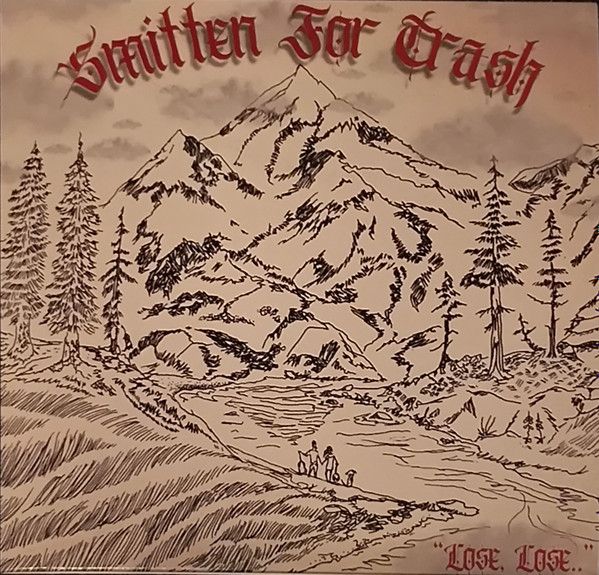 Smitten For Trash
"Lose, Lose.."